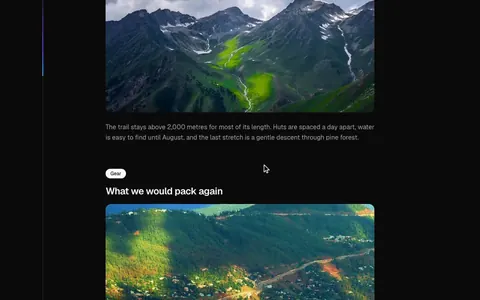 The trail stays above 2,000 metres for most of its length. Huts are spaced a day apart, water
is easy to find until August, and the last stretch is a gentle descent through pine forest.
Gear
What we would pack again